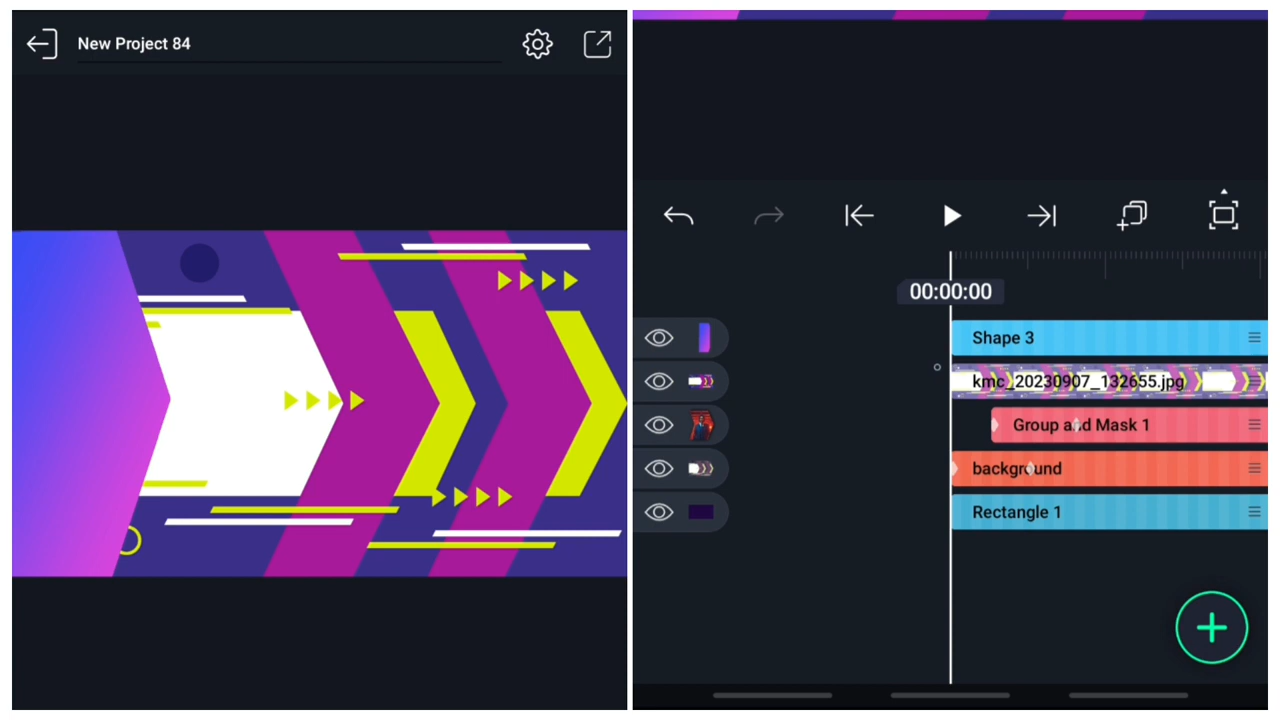 New Project 84
00:00:00
Shape 3
kmc_20230907_132655.jpg
Group and Mask 1
background
Rectangle 1